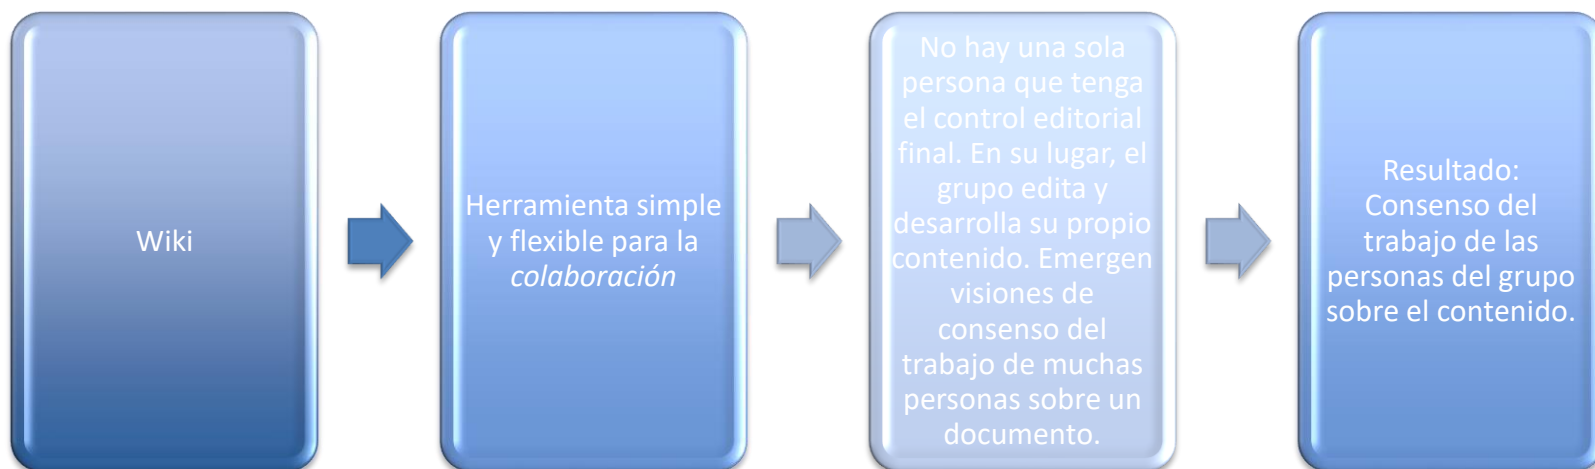 Wiki
Herramienta simple
y flexible para la
colaboración
No hay una sola
persona que tenga
el control editorial
final. En su lugar, el
grupo edita y
desarrolla su propio
contenido. Emergen
visiones de
consenso del
trabajo de muchas
personas sobre un
documento.
Resultado:
Consenso del
trabajo de las
personas del grupo
sobre el contenido.